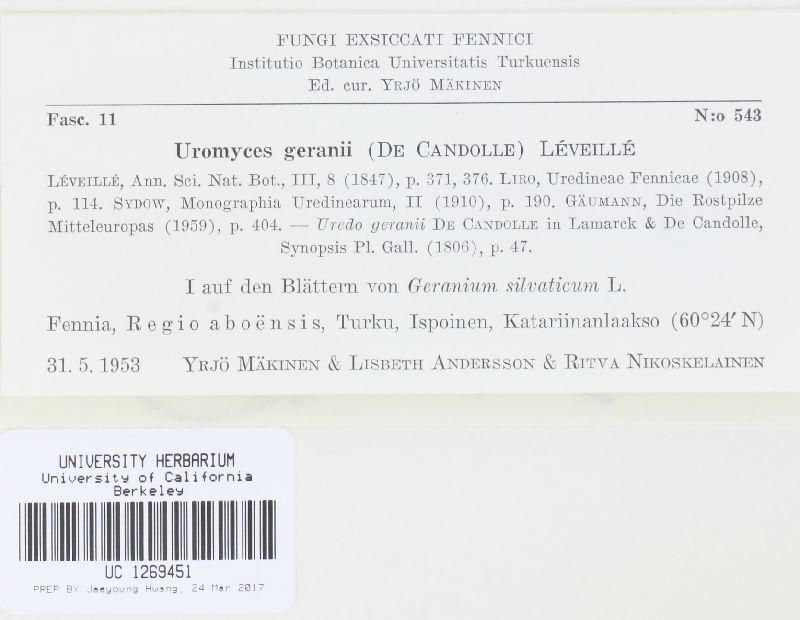 FUNGI EXSICCATI FENNICI
Institutio Botanica Universitatis Turkuensis
Ed. cur. YRJÖ MÄKINEN
Fasc. 11 N:o 543
Uromyces geranii (DE CANDOLLE) LÉVEILLÉ
LÉVEILLÉ, Ann. Sci. Nat. Bot., III, 8 (1847), p. 371, 376. LIRO, Uredineae Fennicae (1908),
p. 114. SYDOW, Monographia Uredinearum, II (1910), p. 190. GÄUMANN, Die Rostpilze
Mitteleuropas (1959), p. 404. — Uredo geranii DE CANDOLLE in Lamarck & De Candolle,
Synopsis Pl. Gall. (1806), p. 47.
I auf den Blättern von Geranium silvaticum L.
Fennia, Regio aboënsis, Turku, Ispoinen, Katariinanlaakso (60°24′ N)
31. 5. 1953 YRJÖ MÄKINEN & LISBETH ANDERSSON & RITVA NIKOSKELAINEN
UNIVERSITY HERBARIUM
University of California
Berkeley
UC 1269451
PREP BY Jaeyoung Hwang, 24 Mar 2017